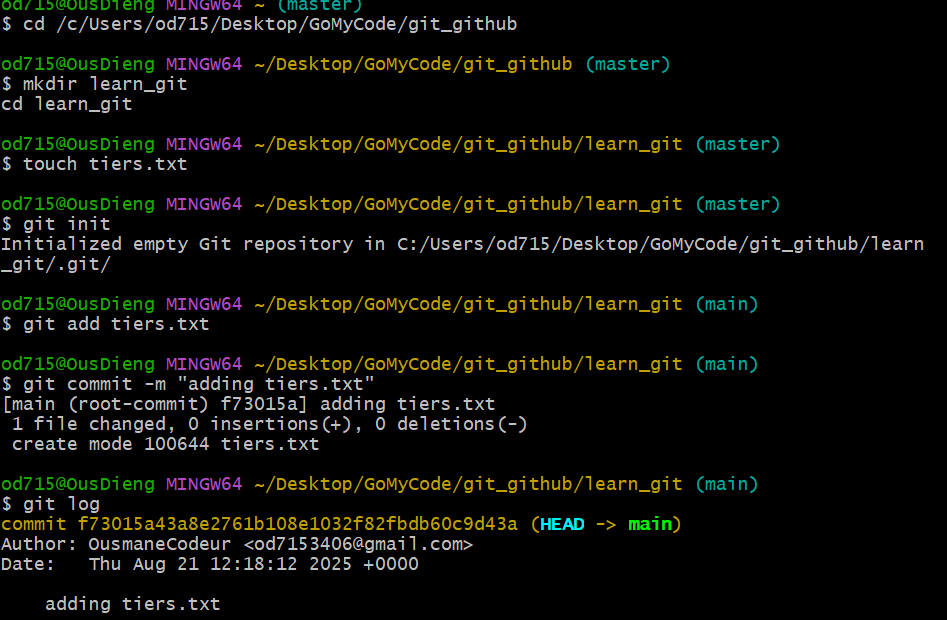 od715@OusDieng MINGW64 ~ (master)
$ cd /c/Users/od715/Desktop/GoMyCode/git_github
od715@OusDieng MINGW64 ~/Desktop/GoMyCode/git_github (master)
$ mkdir learn_git
cd learn_git
od715@OusDieng MINGW64 ~/Desktop/GoMyCode/git_github/learn_git (master)
$ touch tiers.txt
od715@OusDieng MINGW64 ~/Desktop/GoMyCode/git_github/learn_git (master)
$ git init
Initialized empty Git repository in C:/Users/od715/Desktop/GoMyCode/git_github/learn
_git/.git/
od715@OusDieng MINGW64 ~/Desktop/GoMyCode/git_github/learn_git (main)
$ git add tiers.txt
od715@OusDieng MINGW64 ~/Desktop/GoMyCode/git_github/learn_git (main)
$ git commit -m "adding tiers.txt"
[main (root-commit) f73015a] adding tiers.txt
 1 file changed, 0 insertions(+), 0 deletions(-)
 create mode 100644 tiers.txt
od715@OusDieng MINGW64 ~/Desktop/GoMyCode/git_github/learn_git (main)
$ git log
commit f73015a43a8e2761b108e1032f82fbdb60c9d43a (HEAD -> main)
Author: OusmaneCodeur <od7153406@gmail.com>
Date:   Thu Aug 21 12:18:12 2025 +0000
    adding tiers.txt